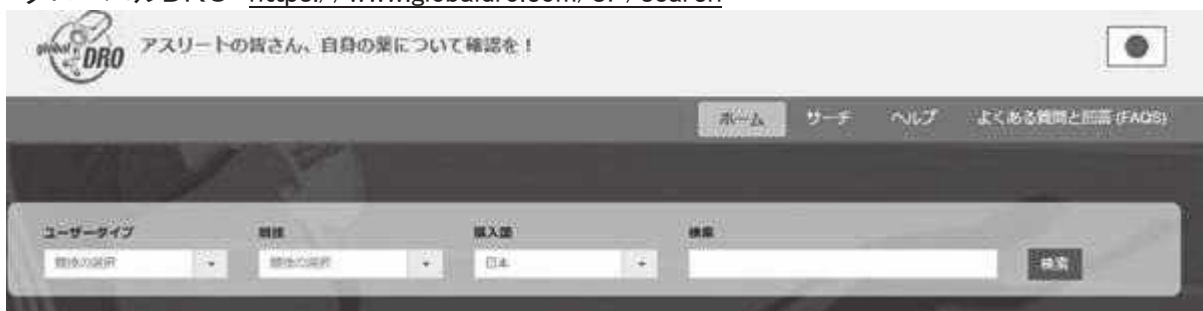 グローバルDRO https://www.globaldro.com/JP/search
global DRO アスリートの皆さん、自身の薬について確認を！
ホーム サーチ ヘルプ よくある質問と回答 (FAQS)
ユーザータイプ 競技 購入国 検索
競技の選択 競技の選択 日本 検索